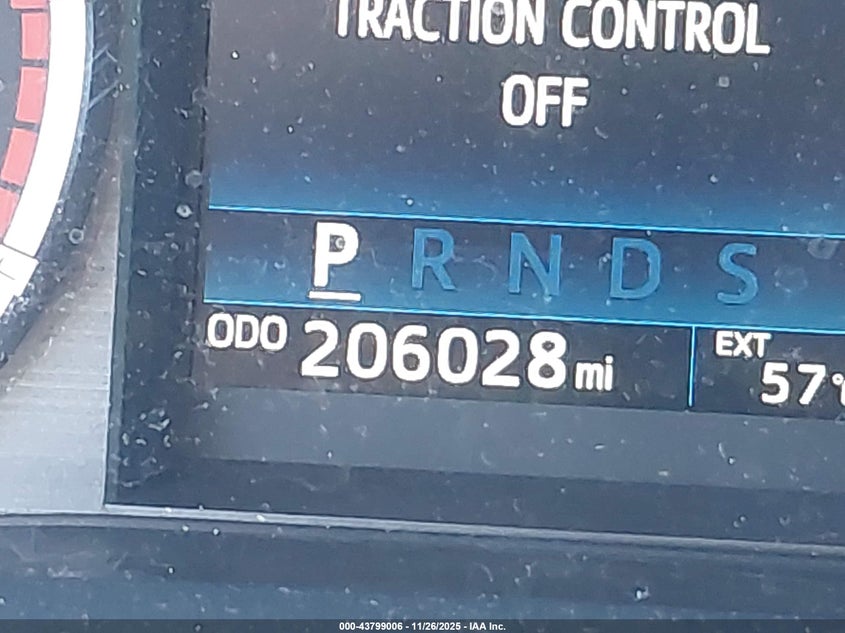 TRACTION CONTROL
OFF
P R N D S
ODO 206028 mi
EXT
57°
000-43799006 - 11/26/2025 - IAA Inc.